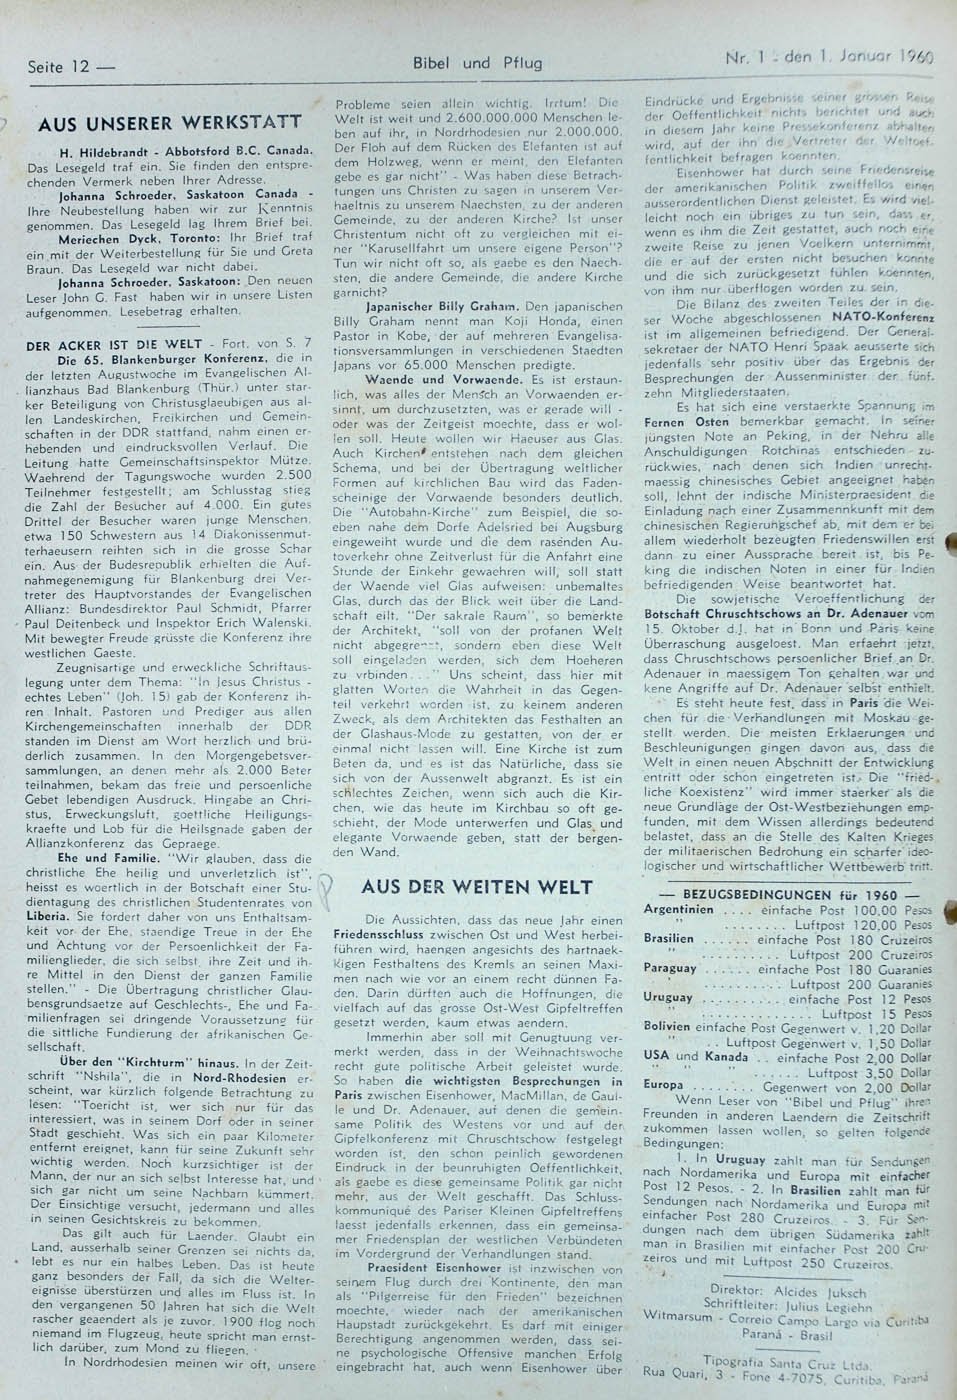 Seite 12 —
Bibel und Pflug
Nr. 1 - den 1. Januar 1960
AUS UNSERER WERKSTATT
H. Hildebrandt - Abbotsford B.C. Canada.
Das Lesegeld traf ein. Sie finden den entspre-
chenden Vermerk neben Ihrer Adresse.
Johanna Schroeder, Saskatoon Canada -
Ihre Neubestellung haben wir zur Kenntnis
genommen. Das Lesegeld lag Ihrem Brief bei.
Meriechen Dyck, Toronto: Ihr Brief traf
ein mit der Weiterbestellung für Sie und Greta
Braun. Das Lesegeld war nicht dabei.
Johanna Schroeder, Saskatoon: Den neuen
Leser John G. Fast haben wir in unsere Listen
aufgenommen. Lesebetrag erhalten.
DER ACKER IST DIE WELT - Fort. von S. 7
Die 65. Blankenburger Konferenz, die in
der letzten Augustwoche im Evangelischen Al-
lianzhaus Bad Blankenburg (Thür.) unter star-
ker Beteiligung von Christusglaeubigen aus al-
len Landeskirchen, Freikirchen und Gemein-
schaften in der DDR stattfand, nahm einen er-
hebenden und eindrucksvollen Verlauf. Die
Leitung hatte Gemeinschaftsinspektor Mütze.
Waehrend der Tagungswoche wurden 2.500
Teilnehmer festgestellt; am Schlusstag stieg
die Zahl der Besucher auf 4.000. Ein gutes
Drittel der Besucher waren junge Menschen,
etwa 150 Schwestern aus 14 Diakonissenmut-
terhaeusern reihten sich in die grosse Schar
ein. Aus der Budesrepublik erhielten die Auf-
nahmegenemigung für Blankenburg drei Ver-
treter des Hauptvorstandes der Evangelischen
Allianz: Bundesdirektor Paul Schmidt, Pfarrer
Paul Deitenbeck und Inspektor Erich Walenski.
Mit bewegter Freude grüsste die Konferenz ihre
westlichen Gaeste.
Zeugnisartige und erweckliche Schriftaus-
legung unter dem Thema: "In Jesus Christus -
echtes Leben" (Joh. 15) gab der Konferenz ih-
ren Inhalt. Pastoren und Prediger aus allen
Kirchengemeinschaften innerhalb der DDR
standen im Dienst am Wort herzlich und brü-
derlich zusammen. In den Morgengebetsver-
sammlungen, an denen mehr als 2.000 Beter
teilnahmen, bekam das freie und persoenliche
Gebet lebendigen Ausdruck. Hingabe an Chri-
stus, Erweckungsluft, goettliche Heiligungs-
kraefte und Lob für die Heilsgnade gaben der
Allianzkonferenz das Gepraege.
Ehe und Familie. "Wir glauben, dass die
christliche Ehe heilig und unverletzlich ist",
heisst es woertlich in der Botschaft einer Stu-
dientagung des christlichen Studentenrates von
Liberia. Sie fordert daher von uns Enthaltsam-
keit vor der Ehe, staendige Treue in der Ehe
und Achtung vor der Persoenlichkeit der Fa-
milienglieder, die sich selbst, ihre Zeit und ih-
re Mittel in den Dienst der ganzen Familie
stellen." - Die Übertragung christlicher Glau-
bensgrundsaetze auf Geschlechts-, Ehe und Fa-
milienfragen sei dringende Voraussetzung für
die sittliche Fundierung der afrikanischen Ge-
sellschaft.
Über den "Kirchturm" hinaus. In der Zeit-
schrift "Nshila", die in Nord-Rhodesien er-
scheint, war kürzlich folgende Betrachtung zu
lesen: "Toericht ist, wer sich nur für das
interessiert, was in seinem Dorf oder in seiner
Stadt geschieht. Was sich ein paar Kilometer
entfernt ereignet, kann für seine Zukunft sehr
wichtig werden. Noch kurzsichtiger ist der
Mann, der nur an sich selbst Interesse hat, und
sich gar nicht um seine Nachbarn kümmert.
Der Einsichtige versucht, jedermann und alles
in seinen Gesichtskreis zu bekommen.
Das gilt auch für Laender. Glaubt ein
Land, ausserhalb seiner Grenzen sei nichts da,
lebt es nur ein halbes Leben. Das ist heute
ganz besonders der Fall, da sich die Welter-
eignisse überstürzen und alles im Fluss ist. In
den vergangenen 50 Jahren hat sich die Welt
rascher geaendert als je zuvor. 1900 flog noch
niemand im Flugzeug, heute spricht man ernst-
lich darüber, zum Mond zu fliegen.
In Nordrhodesien meinen wir oft, unsere
Probleme seien allein wichtig. Irrtum! Die
Welt ist weit und 2.600.000.000 Menschen le-
ben auf ihr, in Nordrhodesien nur 2.000.000.
Der Floh auf dem Rücken des Elefanten ist auf
dem Holzweg, wenn er meint, den Elefanten
gebe es gar nicht" - Was haben diese Betrach-
tungen uns Christen zu sagen in unserem Ver-
haeltnis zu unserem Naechsten, zu der anderen
Gemeinde, zu der anderen Kirche? Ist unser
Christentum nicht oft zu vergleichen mit ei-
ner "Karusellfahrt um unsere eigene Person"?
Tun wir nicht oft so, als gaebe es den Naech-
sten, die andere Gemeinde, die andere Kirche
garnicht?
Japanischer Billy Graham. Den japanischen
Billy Graham nennt man Koji Honda, einen
Pastor in Kobe, der auf mehreren Evangelisa-
tionsversammlungen in verschiedenen Staedten
Japans vor 65.000 Menschen predigte.
Waende und Vorwaende. Es ist erstaun-
lich, was alles der Mensch an Vorwaenden er-
sinnt, um durchzusetzten, was er gerade will -
oder was der Zeitgeist moechte, dass er wol-
len soll. Heute wollen wir Haeuser aus Glas.
Auch Kirchen entstehen nach dem gleichen
Schema, und bei der Übertragung weltlicher
Formen auf kirchlichen Bau wird das Faden-
scheinige der Vorwaende besonders deutlich.
Die "Autobahn-Kirche" zum Beispiel, die so-
eben nahe dem Dorfe Adelsried bei Augsburg
eingeweiht wurde und die dem rasenden Au-
toverkehr ohne Zeitverlust für die Anfahrt eine
Stunde der Einkehr gewaehren will, soll statt
der Waende viel Glas aufweisen: unbemaltes
Glas, durch das der Blick weit über die Land-
schaft eilt. "Der sakrale Raum", so bemerkte
der Architekt, "soll von der profanen Welt
nicht abgegrenzt, sondern eben diese Welt
soll eingeladen werden, sich dem Hoeheren
zu vrbinden..." Uns scheint, dass hier mit
glatten Worten die Wahrheit in das Gegen-
teil verkehrt worden ist, zu keinem anderen
Zweck, als dem Architekten das Festhalten an
der Glashaus-Mode zu gestatten, von der er
einmal nicht lassen will. Eine Kirche ist zum
Beten da, und es ist das Natürliche, dass sie
sich von der Aussenwelt abgranzt. Es ist ein
schlechtes Zeichen, wenn sich auch die Kir-
chen, wie das heute im Kirchbau so oft ge-
schieht, der Mode unterwerfen und Glas und
elegante Vorwaende geben, statt der bergen-
den Wand.
AUS DER WEITEN WELT
Die Aussichten, dass das neue Jahr einen
Friedensschluss zwischen Ost und West herbei-
führen wird, haengen angesichts des hartnaek-
kigen Festhaltens des Kremls an seinen Maxi-
men nach wie vor an einem recht dünnen Fa-
den. Darin dürften auch die Hoffnungen, die
vielfach auf das grosse Ost-West Gipfeltreffen
gesetzt werden, kaum etwas aendern.
Immerhin aber soll mit Genugtuung ver-
merkt werden, dass in der Weihnachtswoche
recht gute politische Arbeit geleistet wurde.
So haben die wichtigsten Besprechungen in
Paris zwischen Eisenhower, MacMillan, de Gaul-
le und Dr. Adenauer, auf denen die gemein-
same Politik des Westens vor und auf der
Gipfelkonferenz mit Chruschtschow festgelegt
worden ist, den schon peinlich gewordenen
Eindruck in der beunruhigten Oeffentlichkeit,
als gaebe es diese gemeinsame Politik gar nicht
mehr, aus der Welt geschafft. Das Schluss-
kommuniqué des Pariser Kleinen Gipfeltreffens
laesst jedenfalls erkennen, dass ein gemeinsa-
mer Friedensplan der westlichen Verbündeten
im Vordergrund der Verhandlungen stand.
Praesident Eisenhower ist inzwischen von
seinem Flug durch drei Kontinente, den man
als "Pilgerreise für den Frieden" bezeichnen
moechte, wieder nach der amerikanischen
Haupstadt zurückgekehrt. Es darf mit einiger
Berechtigung angenommen werden, dass sei-
ne psychologische Offensive manchen Erfolg
eingebracht hat, auch wenn Eisenhower über
Eindrücke und Ergebnisse seiner grossen Reise
der Oeffentlichkeit nichts berichtet und auch
in diesem Jahr keine Pressekonferenz abhalten
wird, auf der ihn die Vertreter der Weltoef-
fentlichkeit befragen koennten.
Eisenhower hat durch seine Friedensreise
der amerikanischen Politik zweiffellos einen
ausserordentlichen Dienst geleistet. Es wird viel-
leicht noch ein übriges zu tun sein, dass er,
wenn es ihm die Zeit gestattet, auch noch eine
zweite Reise zu jenen Voelkern unternimmt,
die er auf der ersten nicht besuchen konnte
und die sich zurückgesetzt fühlen koennten,
von ihm nur überflogen worden zu sein.
Die Bilanz des zweiten Teiles der in die-
ser Woche abgeschlossenen NATO-Konferenz
ist im allgemeinen befriedigend. Der General-
sekretaer der NATO Henri Spaak aeusserte sich
jedenfalls sehr positiv über das Ergebnis der
Besprechungen der Aussenminister der fünf-
zehn Mitgliederstaaten.
Es hat sich eine verstaerkte Spannung im
Fernen Osten bemerkbar gemacht. In seiner
jüngsten Note an Peking, in der Nehru alle
Anschuldigungen Rotchinas entschieden zu-
rückwies, nach denen sich Indien unrecht-
maessig chinesisches Gebiet angeeignet haben
soll, lehnt der indische Ministerpraesident die
Einladung nach einer Zusammennkunft mit dem
chinesischen Regierungschef ab, mit dem er bei
allem wiederholt bezeugten Friedenswillen erst
dann zu einer Aussprache bereit ist, bis Pe-
king die indischen Noten in einer für Indien
befriedigenden Weise beantwortet hat.
Die sowjetische Veroeffentlichung der
Botschaft Chruschtschows an Dr. Adenauer vom
15. Oktober d.J. hat in Bonn und Paris keine
Überraschung ausgeloest. Man erfaehrt jetzt,
dass Chruschtschows persoenlicher Brief an Dr.
Adenauer in maessigem Ton gehalten war und
kene Angriffe auf Dr. Adenauer selbst enthielt.
Es steht heute fest, dass in Paris die Wei-
chen für die Verhandlungen mit Moskau ge-
stellt werden. Die meisten Erklaerungen und
Beschleunigungen gingen davon aus, dass die
Welt in einen neuen Abschnitt der Entwicklung
entritt oder schon eingetreten ist. Die "fried-
liche Koexistenz" wird immer staerker als die
neue Grundlage der Ost-Westbeziehungen emp-
funden, mit dem Wissen allerdings bedeutend
belastet, dass an die Stelle des Kalten Krieges
der militaerischen Bedrohung ein scharfer ideo-
logischer und wirtschaftlicher Wettbewerb tritt.
— BEZUGSBEDINGUNGEN für 1960 —
Argentinien .... einfache Post 100,00 Pesos
" ........ Luftpost 120,00 Pesos
Brasilien ...... einfache Post 180 Cruzeiros
" ........... Luftpost 200 Cruzeiros
Paraguay ...... einfache Post 180 Guaranies
" ........... Luftpost 200 Guaranies
Uruguay .......... einfache Post 12 Pesos
" .............. Luftpost 15 Pesos
Bolivien einfache Post Gegenwert v. 1,20 Dollar
" .. Luftpost Gegenwert v. 1,50 Dollar
USA und Kanada .. einfache Post 2,00 Dollar
" " " ...... Luftpost 3,50 Dollar
Europa ........ Gegenwert von 2,00 Dollar
Wenn Leser von "Bibel und Pflug" ihren
Freunden in anderen Laendern die Zeitschrift
zukommen lassen wollen, so gelten folgende
Bedingungen:
1. In Uruguay zahlt man für Sendungen
nach Nordamerika und Europa mit einfacher
Post 12 Pesos. - 2. In Brasilien zahlt man für
Sendungen nach Nordamerika und Europa mit
einfacher Post 280 Cruzeiros. - 3. Für Sen-
dungen nach dem übrigen Südamerika zahlt
man in Brasilien mit einfacher Post 200 Cru-
zeiros und mit Luftpost 250 Cruzeiros.
Direktor: Alcides Juksch
Schriftleiter: Julius Legiehn
Witmarsum - Correio Campo Largo via Curitiba
Paraná - Brasil
Tipografia Santa Cruz Ltda.
Rua Quari, 3 - Fone 4-7075, Curitiba, Paraná